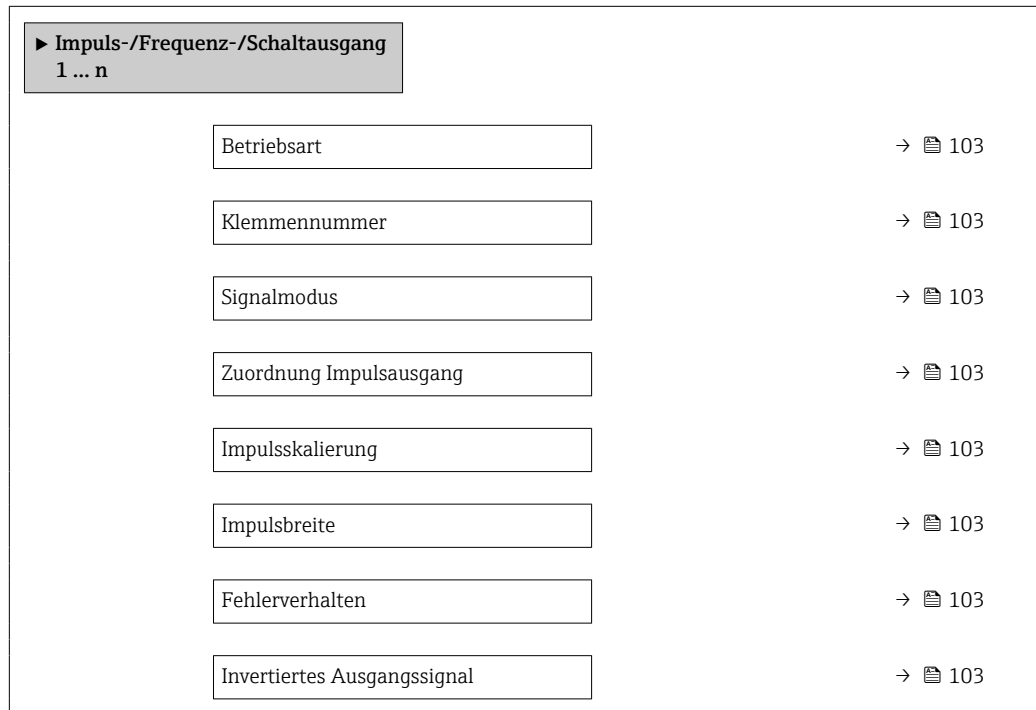 ► Impuls-/Frequenz-/Schaltausgang
1 … n
Betriebsart → 103
Klemmennummer → 103
Signalmodus → 103
Zuordnung Impulsausgang → 103
Impulsskalierung → 103
Impulsbreite → 103
Fehlerverhalten → 103
Invertiertes Ausgangssignal → 103